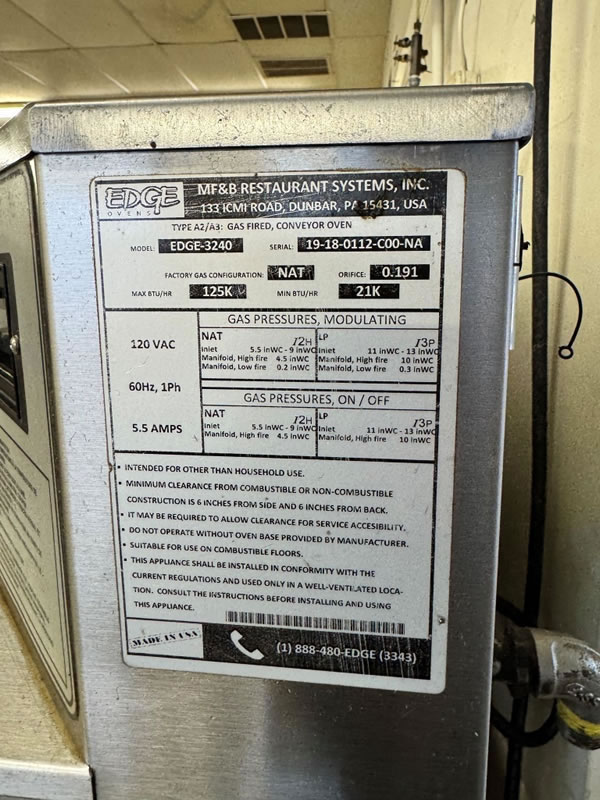 EDGE
OVENS
MF&B RESTAURANT SYSTEMS, INC.
133 ICMI ROAD, DUNBAR, PA 15431, USA
TYPE A2/A3: GAS FIRED, CONVEYOR OVEN
MODEL: EDGE-3240 SERIAL: 19-18-0112-C00-NA
FACTORY GAS CONFIGURATION: NAT ORIFICE: 0.191
MAX BTU/HR 125K MIN BTU/HR 21K
120 VAC
60Hz, 1Ph
5.5 AMPS
GAS PRESSURES, MODULATING
NAT I2H
Inlet 5.5 inWC - 9 inWC
Manifold, High fire 4.5 inWC
Manifold, Low fire 0.2 inWC
LP I3P
Inlet 11 inWC - 13 inWC
Manifold, High fire 10 inWC
Manifold, Low fire 0.3 inWC
GAS PRESSURES, ON / OFF
NAT I2H
Inlet 5.5 inWC - 9 inWC
Manifold, High fire 4.5 inWC
LP I3P
Inlet 11 inWC - 13 inWC
Manifold, High fire 10 inWC
• INTENDED FOR OTHER THAN HOUSEHOLD USE.
• MINIMUM CLEARANCE FROM COMBUSTIBLE OR NON-COMBUSTIBLE
CONSTRUCTION IS 6 INCHES FROM SIDE AND 6 INCHES FROM BACK.
• IT MAY BE REQUIRED TO ALLOW CLEARANCE FOR SERVICE ACCESIBILITY.
• DO NOT OPERATE WITHOUT OVEN BASE PROVIDED BY MANUFACTURER.
• SUITABLE FOR USE ON COMBUSTIBLE FLOORS.
• THIS APPLIANCE SHALL BE INSTALLED IN CONFORMITY WITH THE
CURRENT REGULATIONS AND USED ONLY IN A WELL-VENTILATED LOCA-
TION. CONSULT THE INSTRUCTIONS BEFORE INSTALLING AND USING
THIS APPLIANCE.
MADE IN USA
(1) 888-480-EDGE (3343)